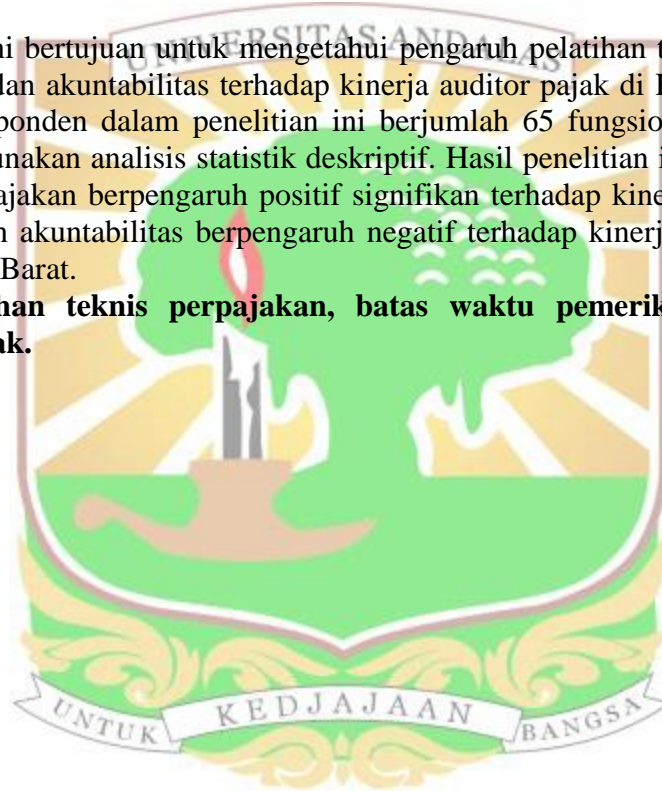 UNIVERSITAS ANDALAS
ni bertujuan untuk mengetahui pengaruh pelatihan t
dan akuntabilitas terhadap kinerja auditor pajak di
ponden dalam penelitian ini berjumlah 65 fungsio
unakan analisis statistik deskriptif. Hasil penelitian i
ajakan berpengaruh positif signifikan terhadap kine
n akuntabilitas berpengaruh negatif terhadap kinerj
Barat.
han teknis perpajakan, batas waktu pemerik
ak.
UNTUK KEDJAJAAN BANGSA